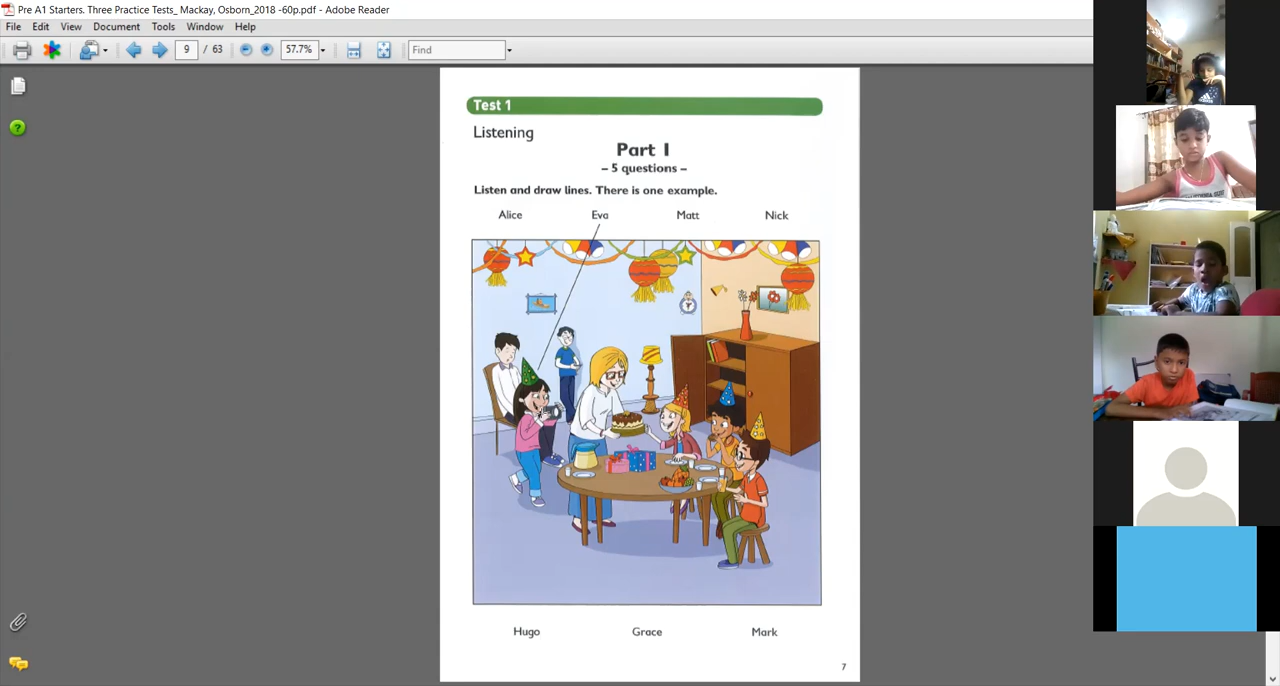 Pre A1 Starters. Three Practice Tests_ Mackay, Osborn_2018 -60p.pdf - Adobe Reader
File Edit View Document Tools Window Help
9 / 63 57.7% Find
Test 1
Listening
Part 1
– 5 questions –
Listen and draw lines. There is one example.
Alice Eva Matt Nick
Hugo Grace Mark
7